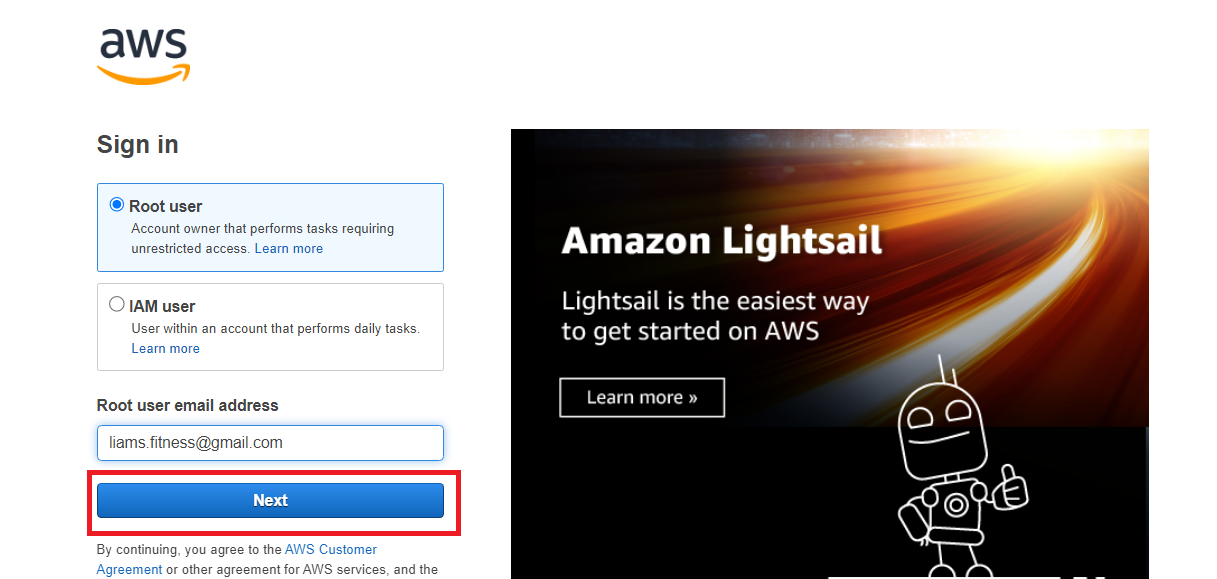 aws
Sign in
Root user
Account owner that performs tasks requiring
unrestricted access. Learn more
IAM user
User within an account that performs daily tasks.
Learn more
Root user email address
liams.fitness@gmail.com
Next
By continuing, you agree to the AWS Customer
Agreement or other agreement for AWS services, and the
Amazon Lightsail
Lightsail is the easiest way
to get started on AWS
Learn more »